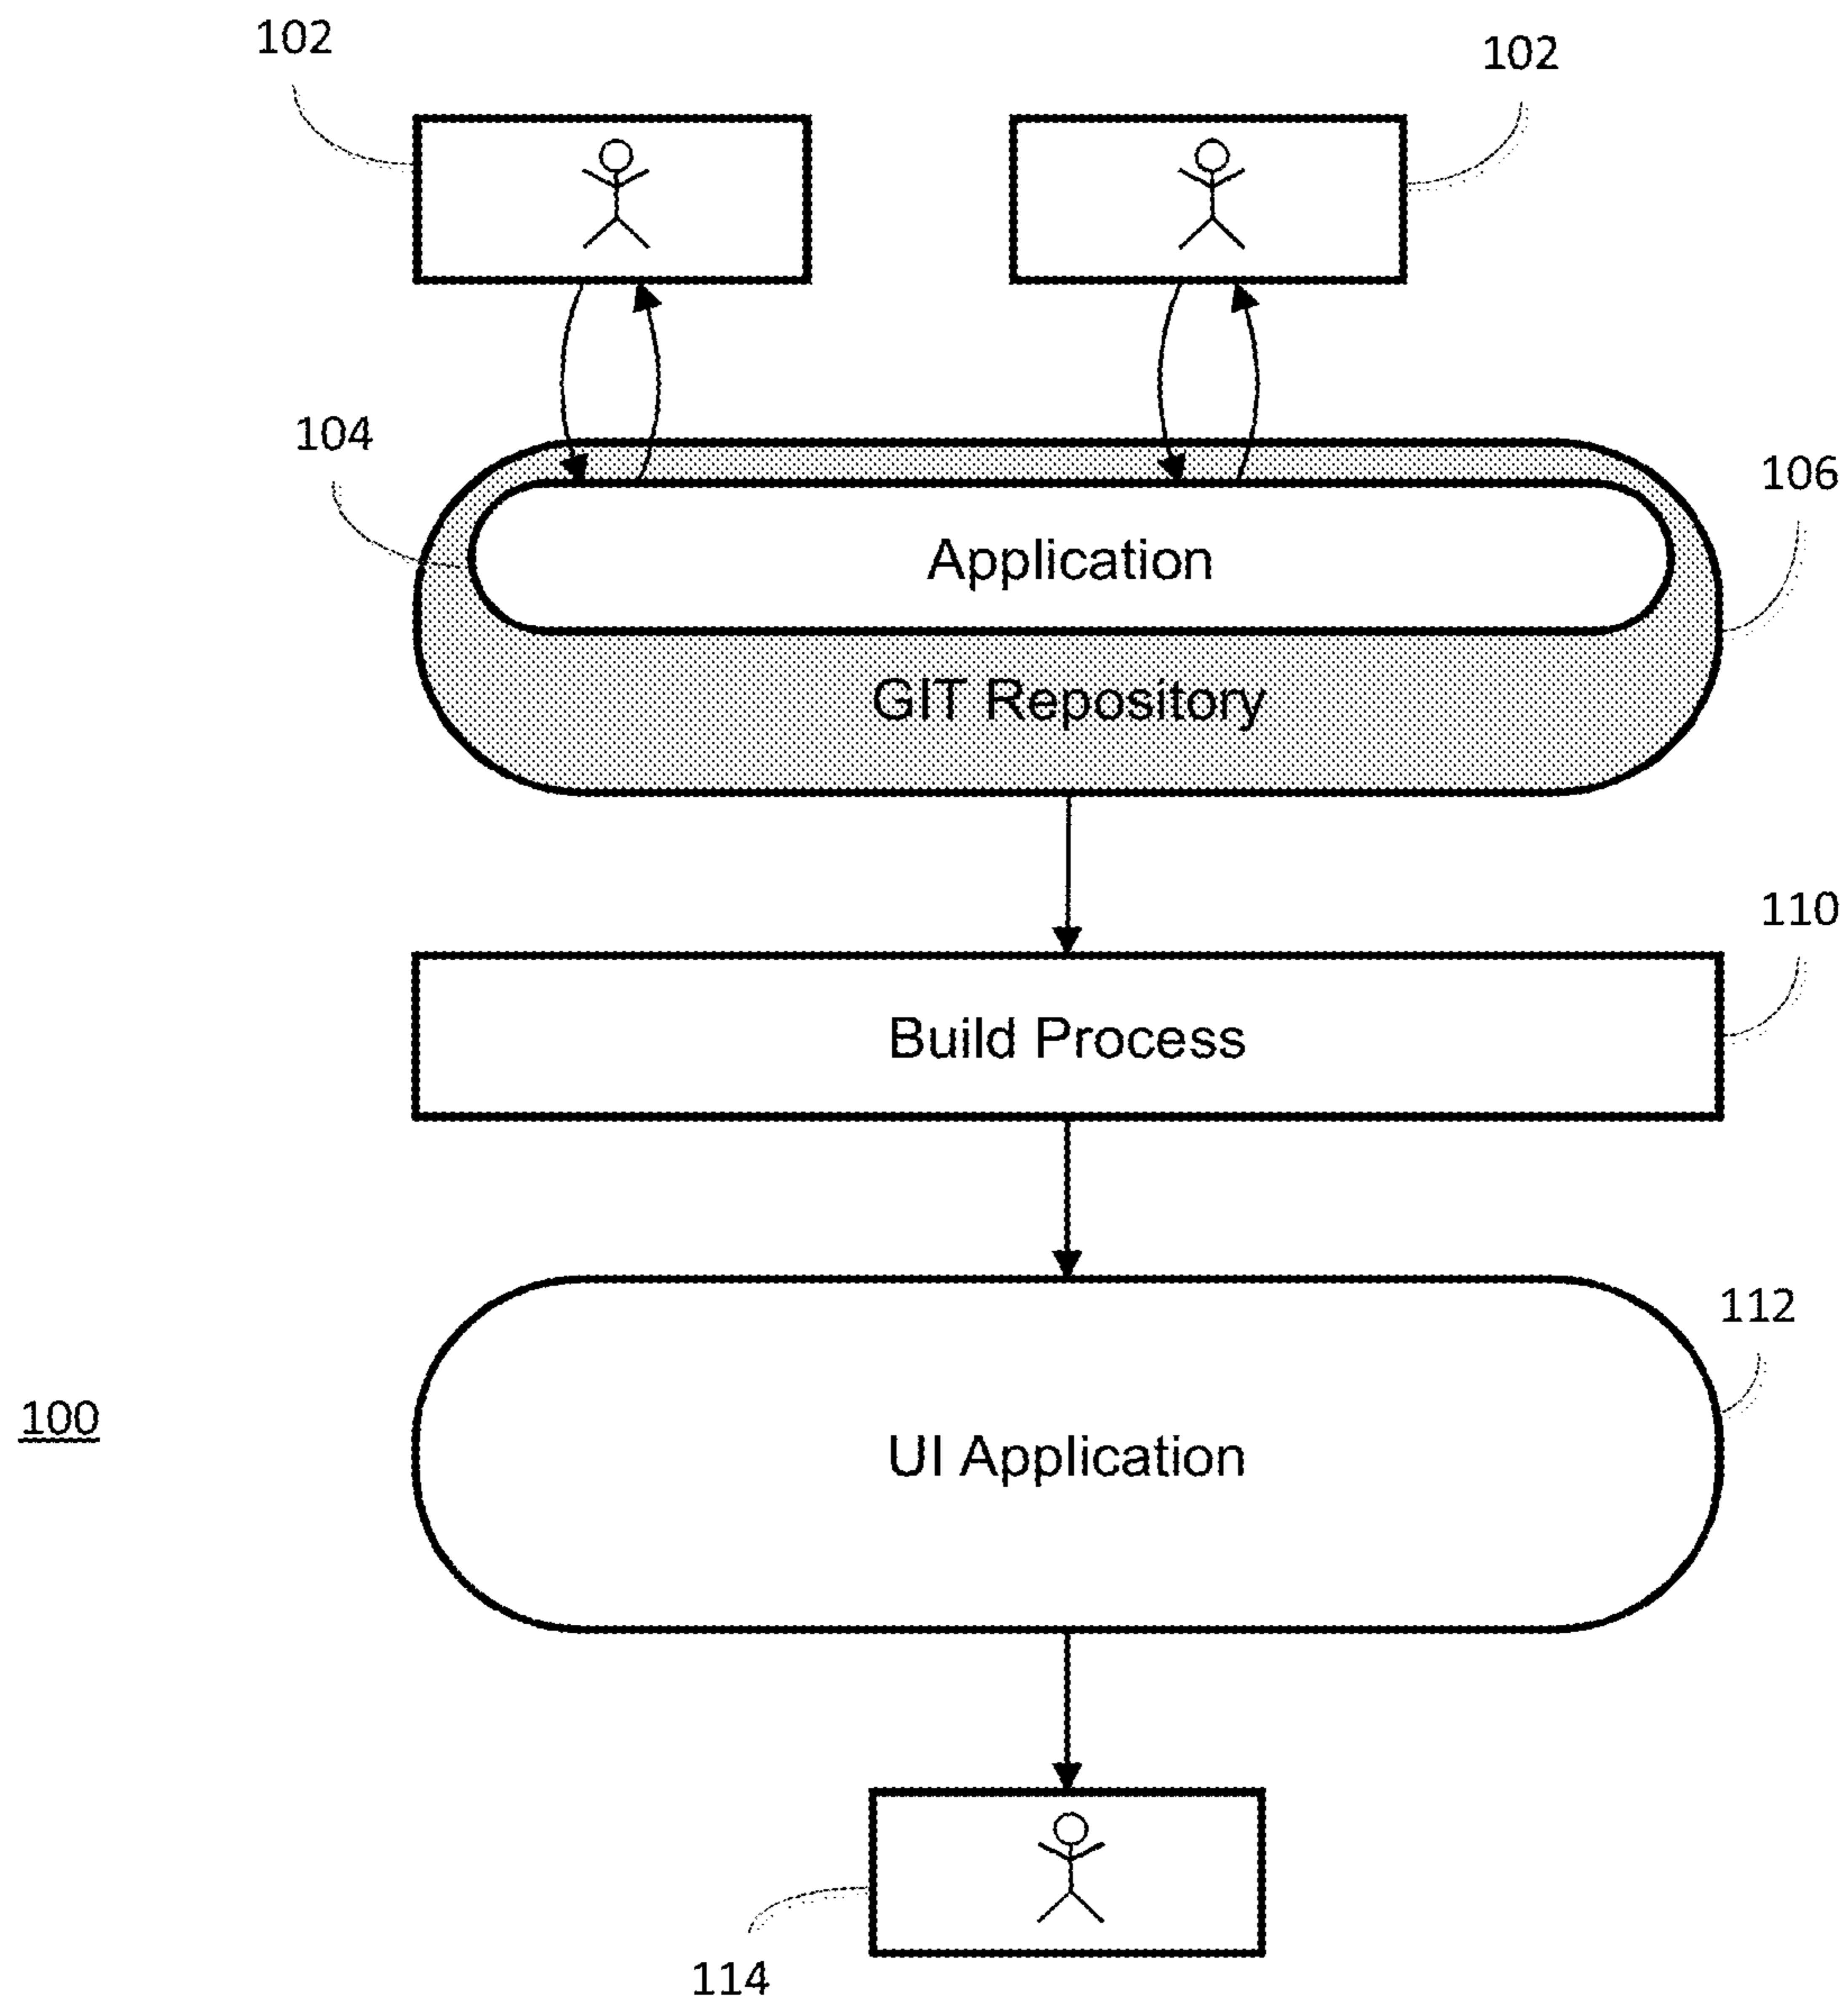 102
102
104
Application
106
GIT Repository
110
Build Process
112
100
UI Application
114